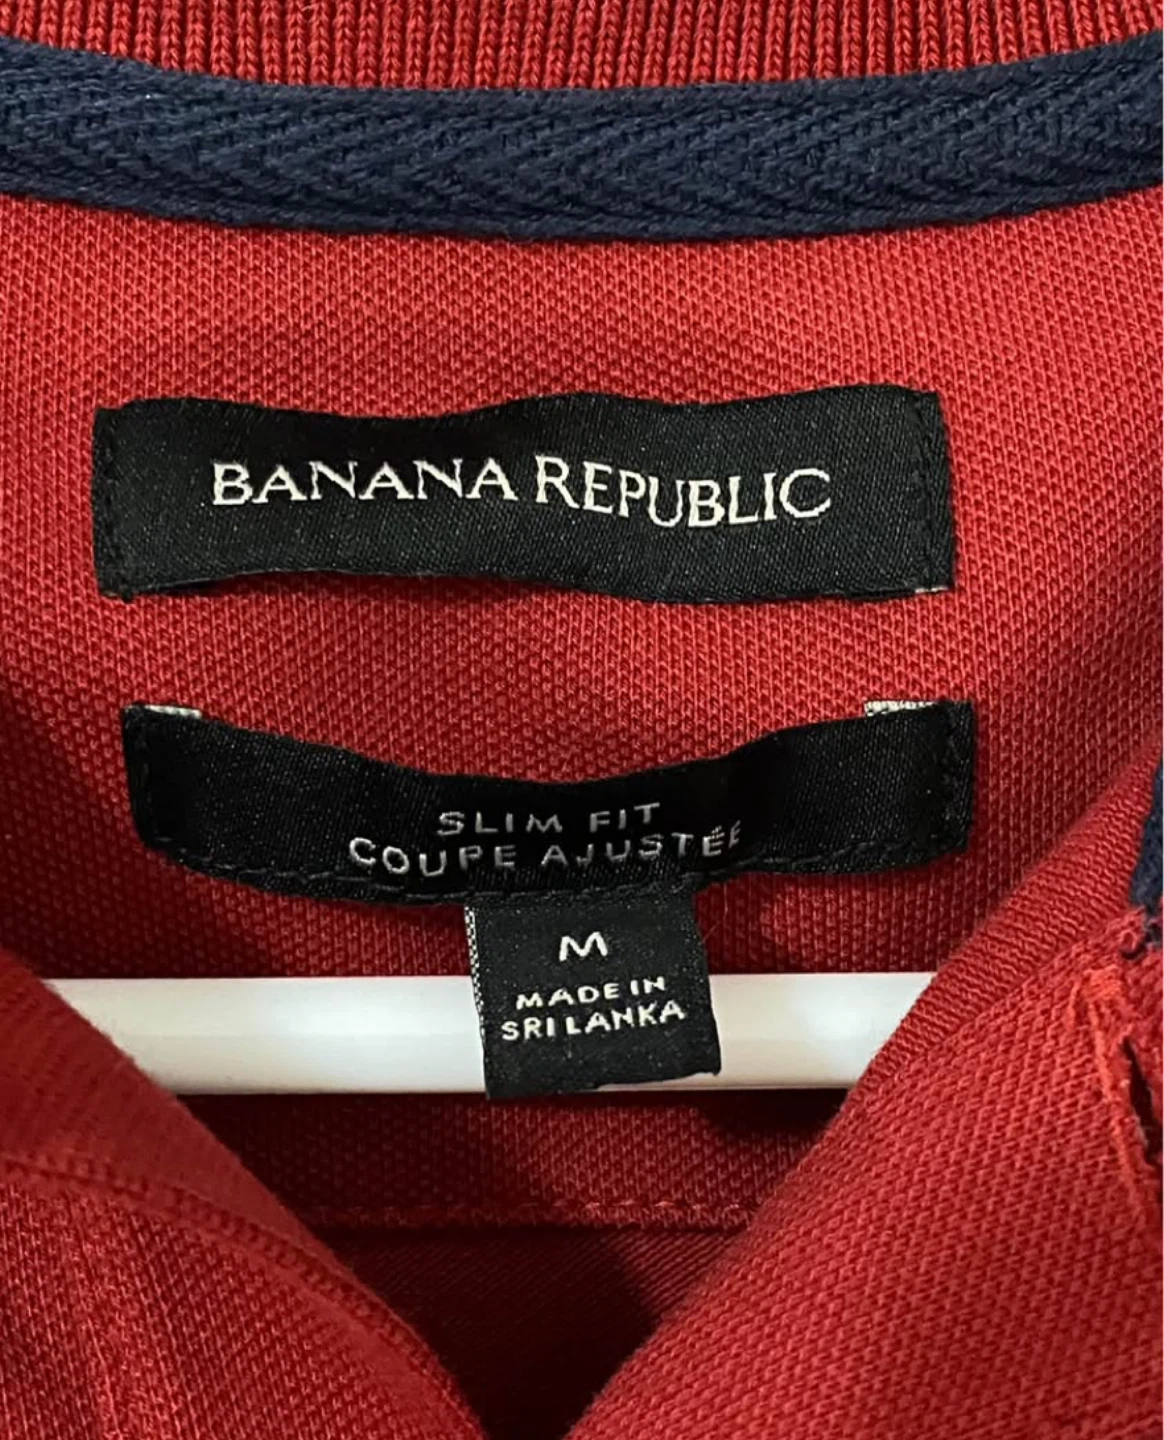 BANANA REPUBLIC
SLIM FIT
COUPE AJUSTÉE
M
MADE IN
SRI LANKA